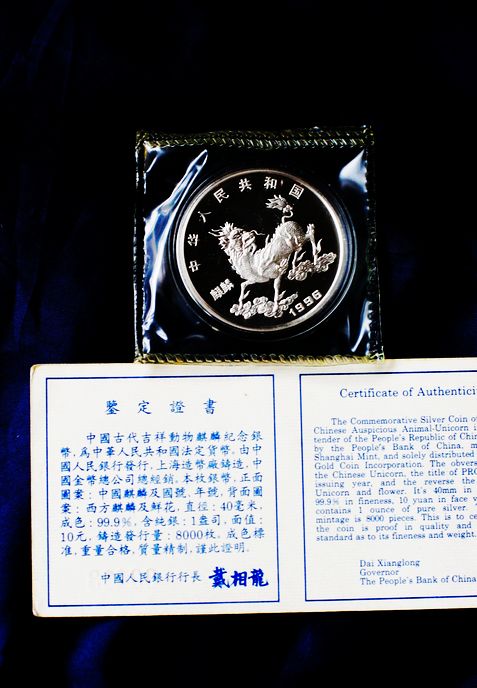 中华人民共和国
麒麟
1996
鉴定證書
中國古代吉祥動物麒麟紀念銀
幣，爲中華人民共和國法定貨幣。由中
國人民銀行發行，上海造幣廠鑄造，中
國金幣總公司總經銷。本枚銀幣，正面
圖案：中國麒麟及國號、年號，背面圖
案：西方麒麟及鮮花，直徑：40毫米，
成色：99.9%，含純銀：1盎司，面值：
10元，鑄造發行量：8000枚。成色標
准，重量合格，質量精制，謹此證明。
中國人民銀行行長 戴相龍
Certificate of Authentici
The Commemorative Silver Coin of
Chinese Auspicious Animal-Unicorn i
tender of the People's Republic of Chin
by the People's Bank of China, m
Shanghai Mint, and solely distributed
Gold Coin Incorporation. The obvers
the Chinese Unicorn, the title of PRC
issuing year, and the reverse the
Unicorn and flower. It's 40mm in
99.9% in fineness, 10 yuan in face v
contains 1 ounce of pure silver. T
mintage is 8000 pieces. This is to ce
the coin is proof in quality and
standard as to its fineness and weight.
Dai Xianglong
Governor
The People's Bank of China